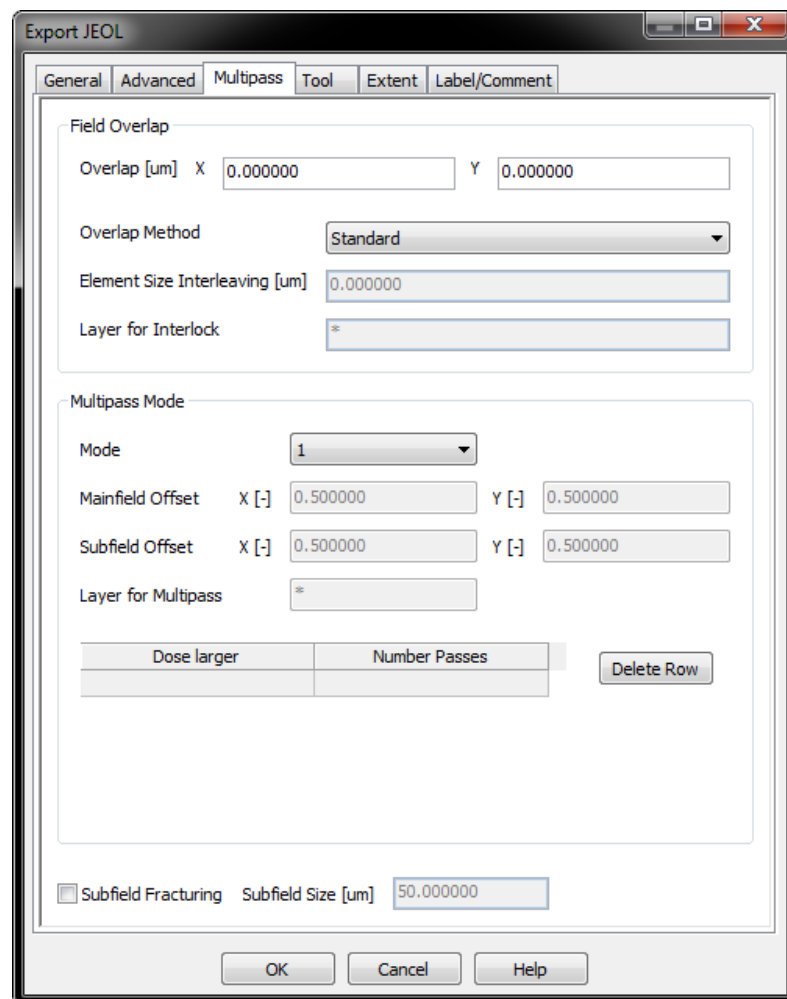 Export JEOL
General Advanced Multipass Tool Extent Label/Comment
Field Overlap
Overlap [um] X 0.000000 Y 0.000000
Overlap Method Standard
Element Size Interleaving [um] 0.000000
Layer for Interlock *
Multipass Mode
Mode 1
Mainfield Offset X [-] 0.500000 Y [-] 0.500000
Subfield Offset X [-] 0.500000 Y [-] 0.500000
Layer for Multipass *
Dose larger Number Passes
Delete Row
Subfield Fracturing Subfield Size [um] 50.000000
OK Cancel Help